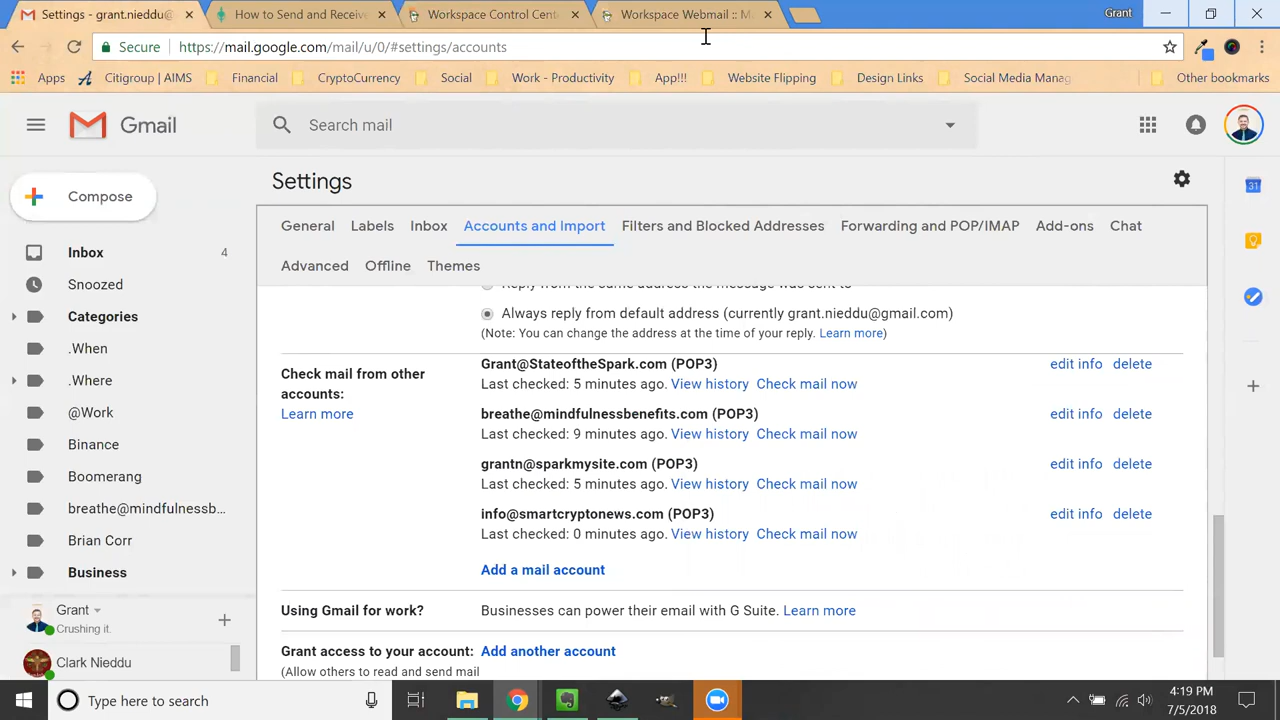 Settings - grant.nieddu@
How to Send and Receiv
Workspace Control Cent
Workspace Webmail :: M
Grant
Secure
https://mail.google.com/mail/u/0/#settings/accounts
Apps
Citigroup | AIMS
Financial
CryptoCurrency
Social
Work - Productivity
App!!!
Website Flipping
Design Links
Social Media Manag
Other bookmarks
Gmail
Search mail
Compose
Settings
General
Labels
Inbox
Accounts and Import
Filters and Blocked Addresses
Forwarding and POP/IMAP
Add-ons
Chat
Advanced
Offline
Themes
Inbox 4
Snoozed
Categories
.When
.Where
@Work
Binance
Boomerang
breathe@mindfulnessb...
Brian Corr
Business
Grant
Crushing it.
Clark Nieddu
Reply from the same address the message was sent to
Always reply from default address (currently grant.nieddu@gmail.com)
(Note: You can change the address at the time of your reply. Learn more)
Check mail from other
accounts:
Learn more
Grant@StateoftheSpark.com (POP3)
edit info delete
Last checked: 5 minutes ago. View history Check mail now
breathe@mindfulnessbenefits.com (POP3)
edit info delete
Last checked: 9 minutes ago. View history Check mail now
grantn@sparkmysite.com (POP3)
edit info delete
Last checked: 5 minutes ago. View history Check mail now
info@smartcryptonews.com (POP3)
edit info delete
Last checked: 0 minutes ago. View history Check mail now
Add a mail account
Using Gmail for work?
Businesses can power their email with G Suite. Learn more
Grant access to your account:
Add another account
(Allow others to read and send mail
31
Type here to search
4:19 PM
7/5/2018